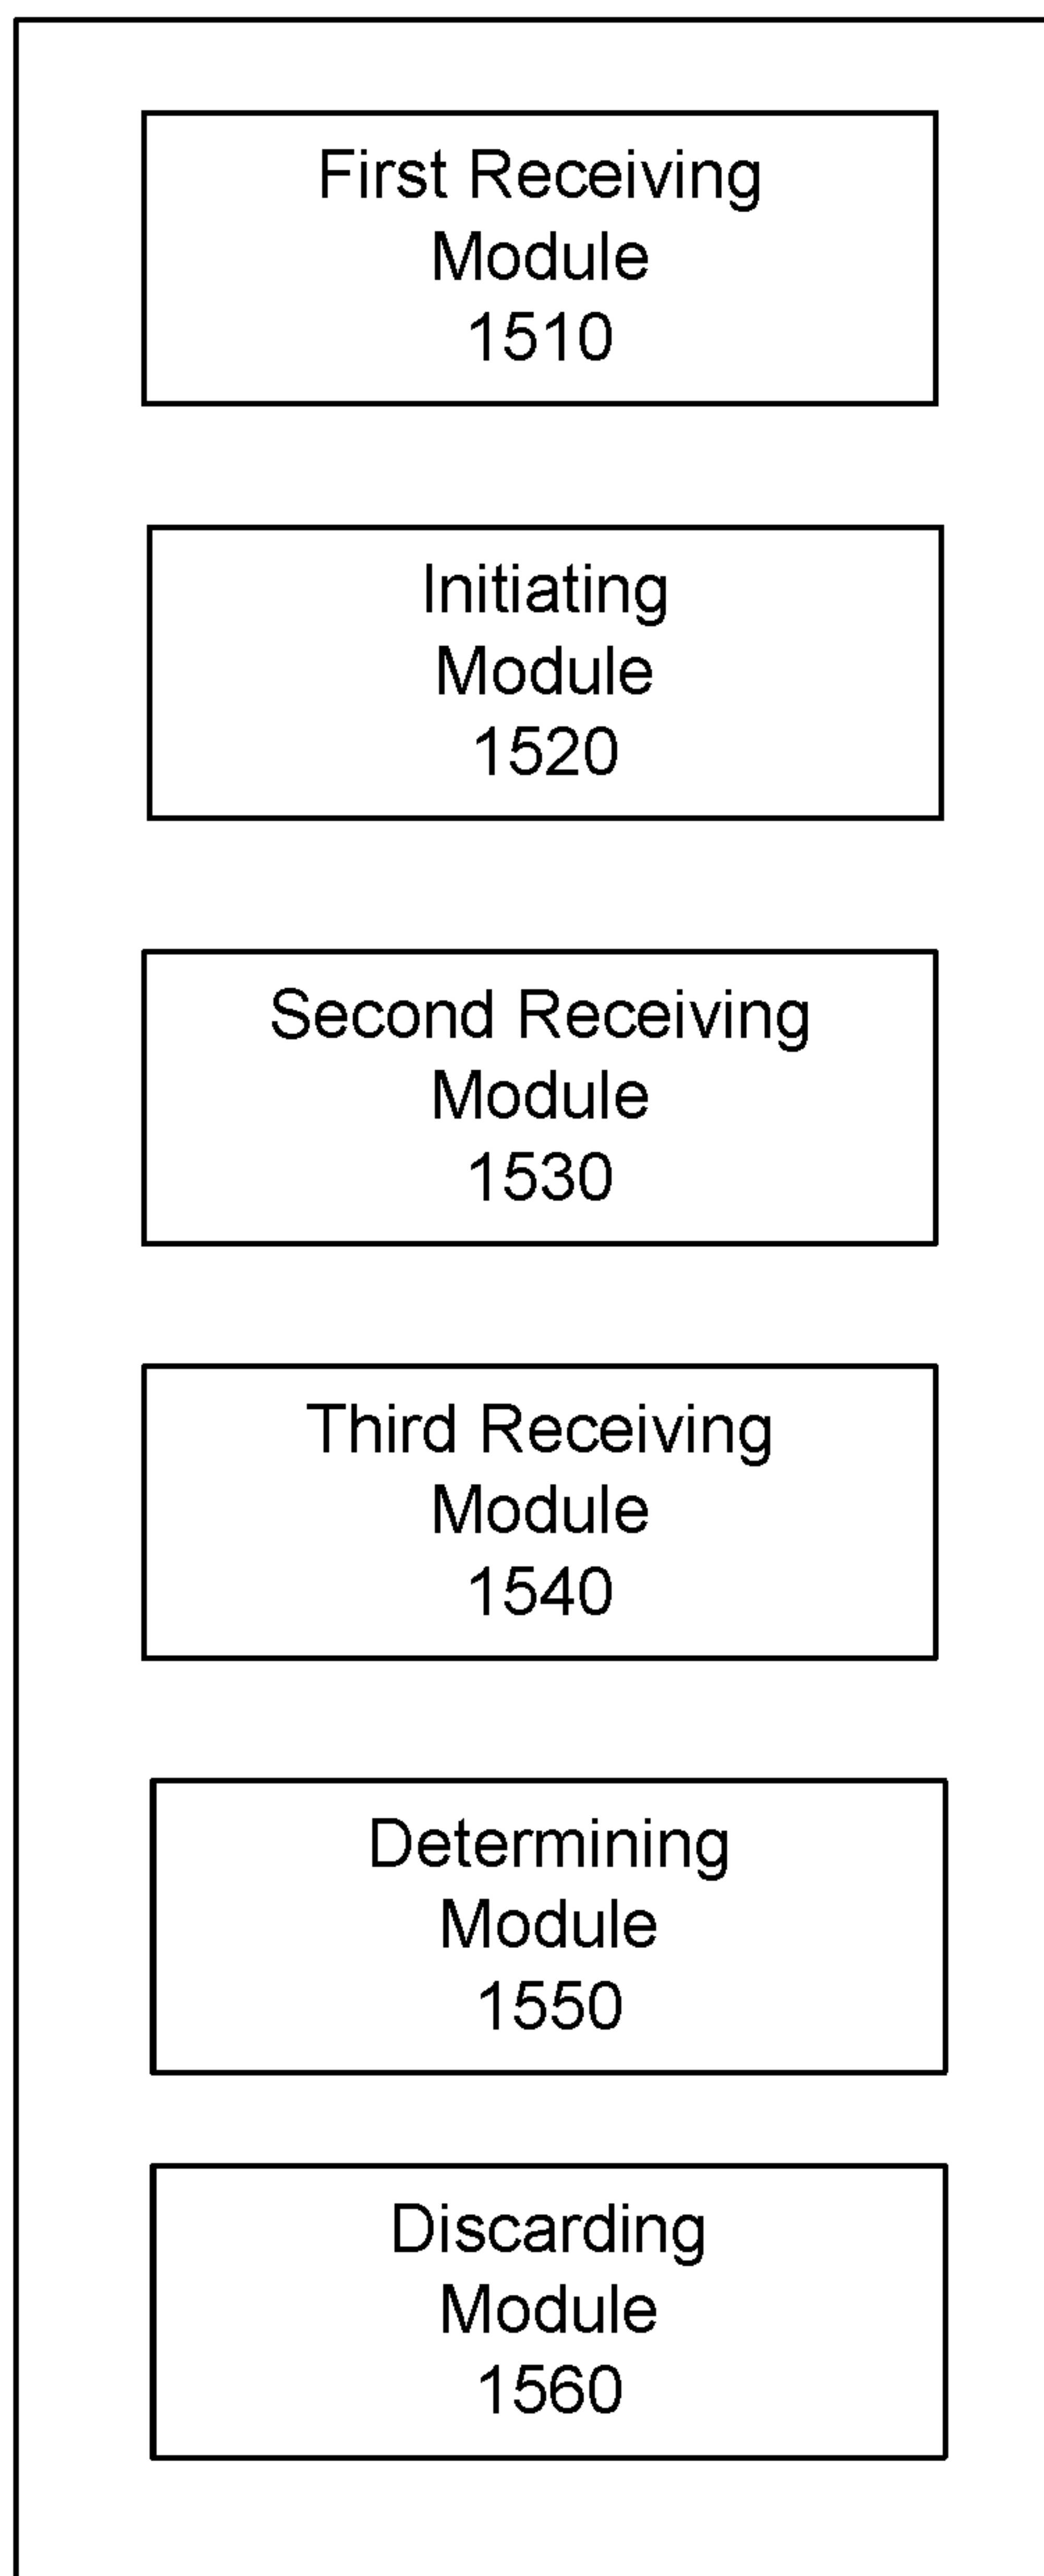 First Receiving
Module
1510
Initiating
Module
1520
Second Receiving
Module
1530
Third Receiving
Module
1540
Determining
Module
1550
Discarding
Module
1560